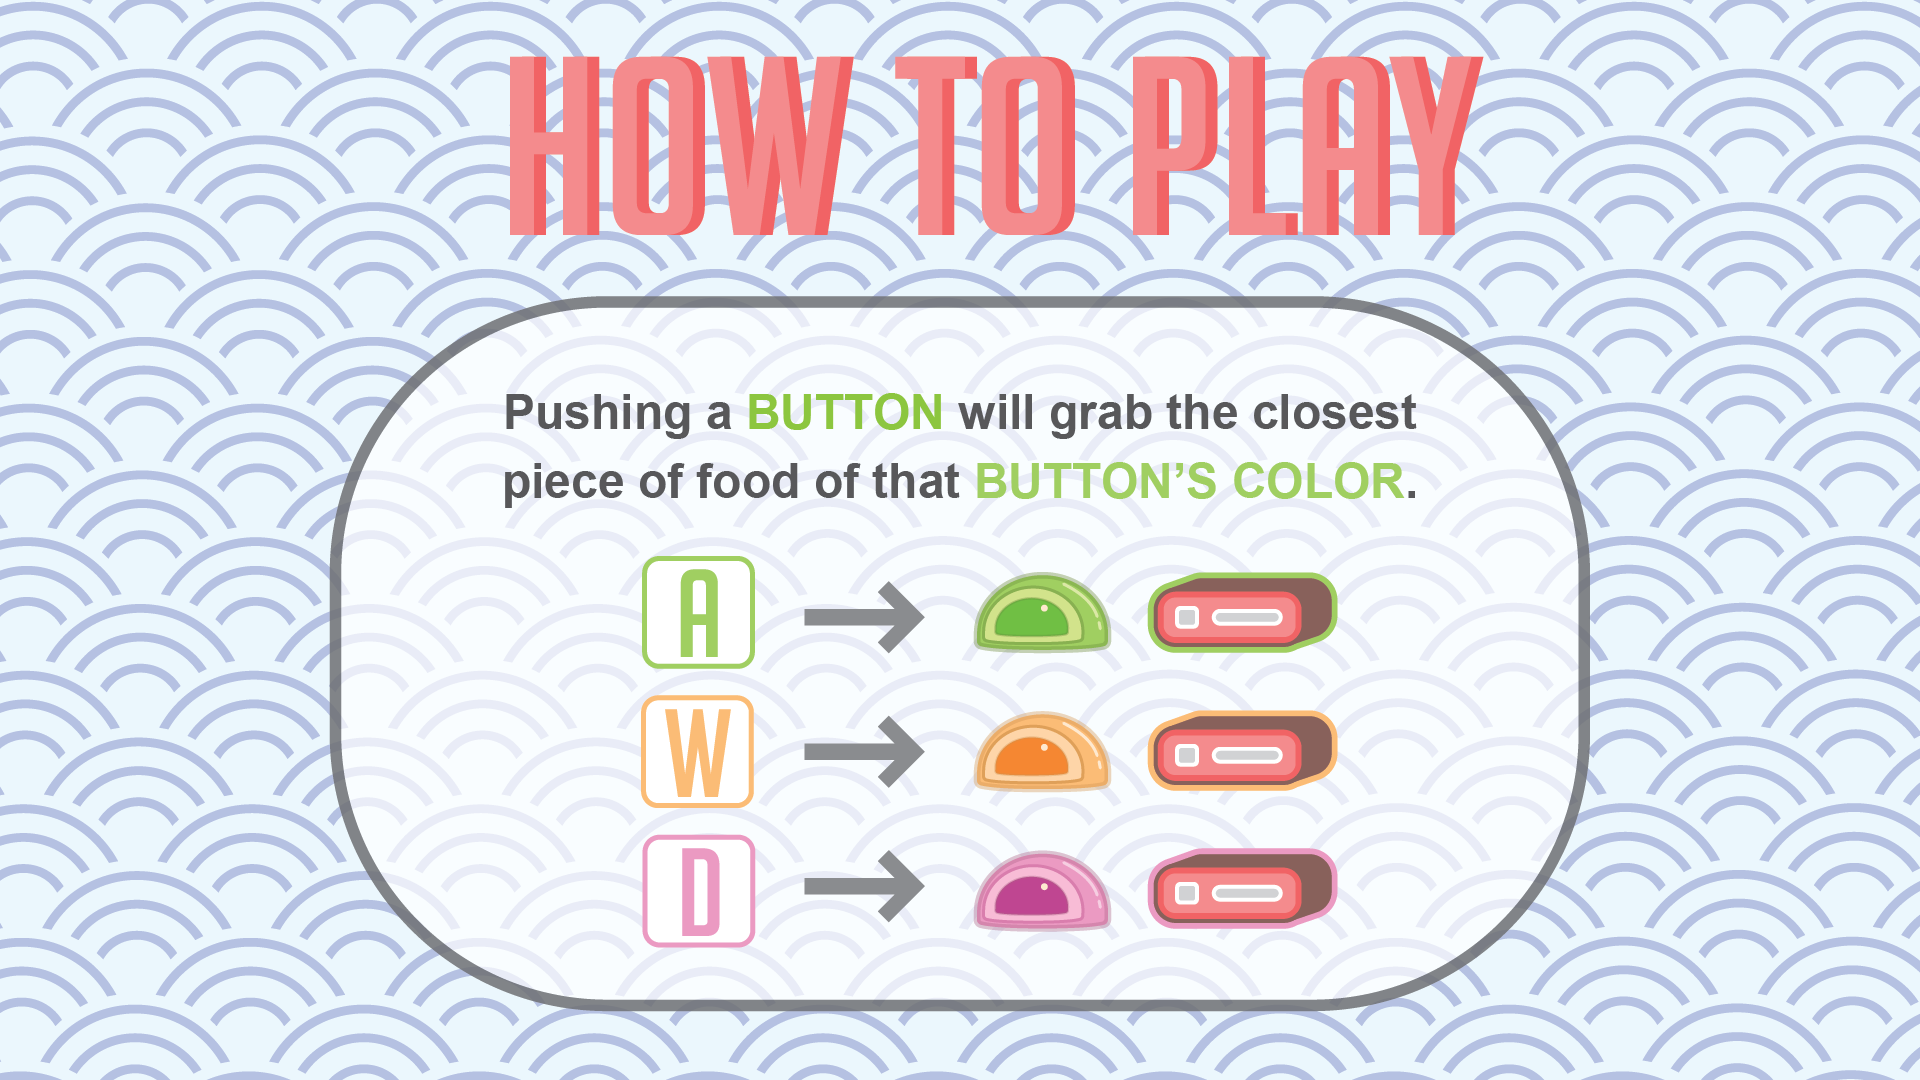 HOW TO PLAY
Pushing a BUTTON will grab the closest
piece of food of that BUTTON’S COLOR.
A
W
D